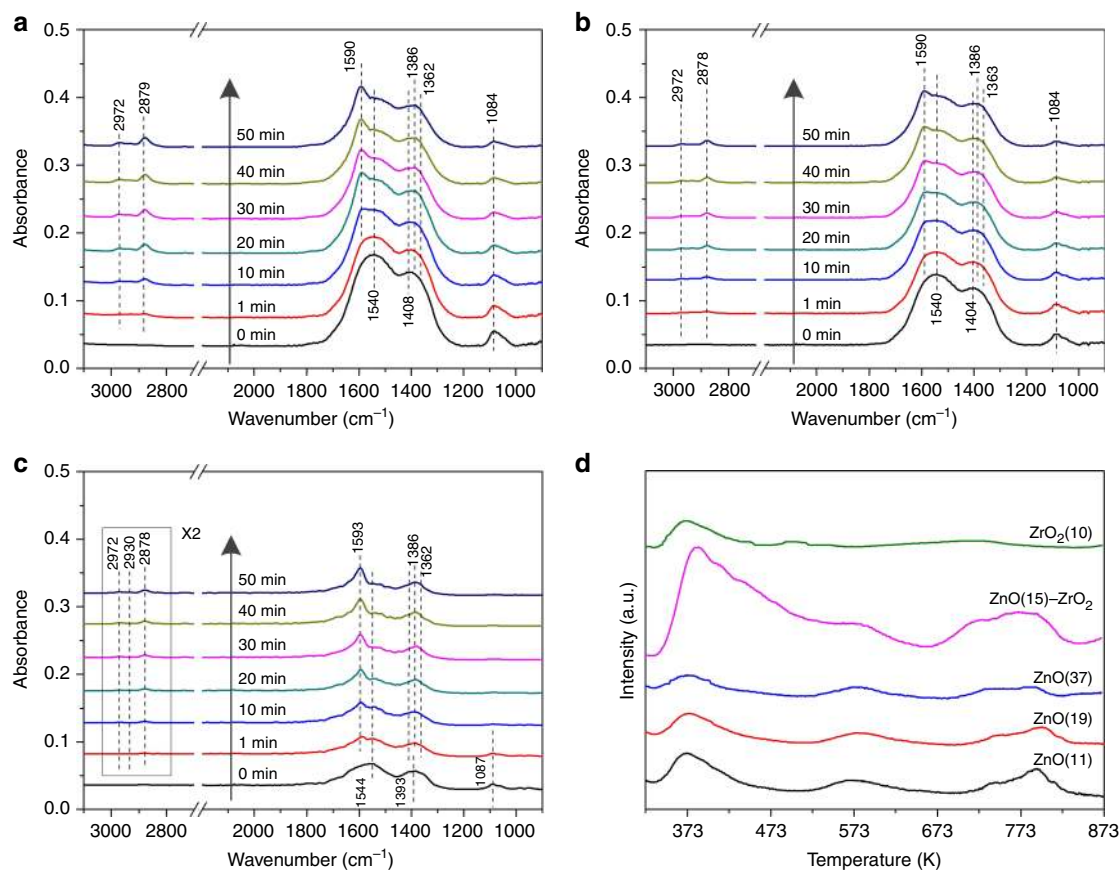 a
0.5
0.4
0.3
0.2
0.1
0.0
Absorbance
2972
2879
1590
1386
1362
1084
50 min
40 min
30 min
20 min
10 min
1 min
0 min
1540
1408
3000 2800 2000 1800 1600 1400 1200 1000
Wavenumber (cm⁻¹)
b
0.5
0.4
0.3
0.2
0.1
0.0
Absorbance
2972
2878
1590
1386
1363
1084
50 min
40 min
30 min
20 min
10 min
1 min
0 min
1540
1404
3000 2800 2000 1800 1600 1400 1200 1000
Wavenumber (cm⁻¹)
c
0.5
0.4
0.3
0.2
0.1
0.0
Absorbance
X2
2972
2930
2878
1593
1386
1362
50 min
40 min
30 min
20 min
10 min
1 min
0 min
1544
1393
1087
3000 2800 2000 1800 1600 1400 1200 1000
Wavenumber (cm⁻¹)
d
Intensity (a.u.)
ZrO₂(10)
ZnO(15)–ZrO₂
ZnO(37)
ZnO(19)
ZnO(11)
373 473 573 673 773 873
Temperature (K)